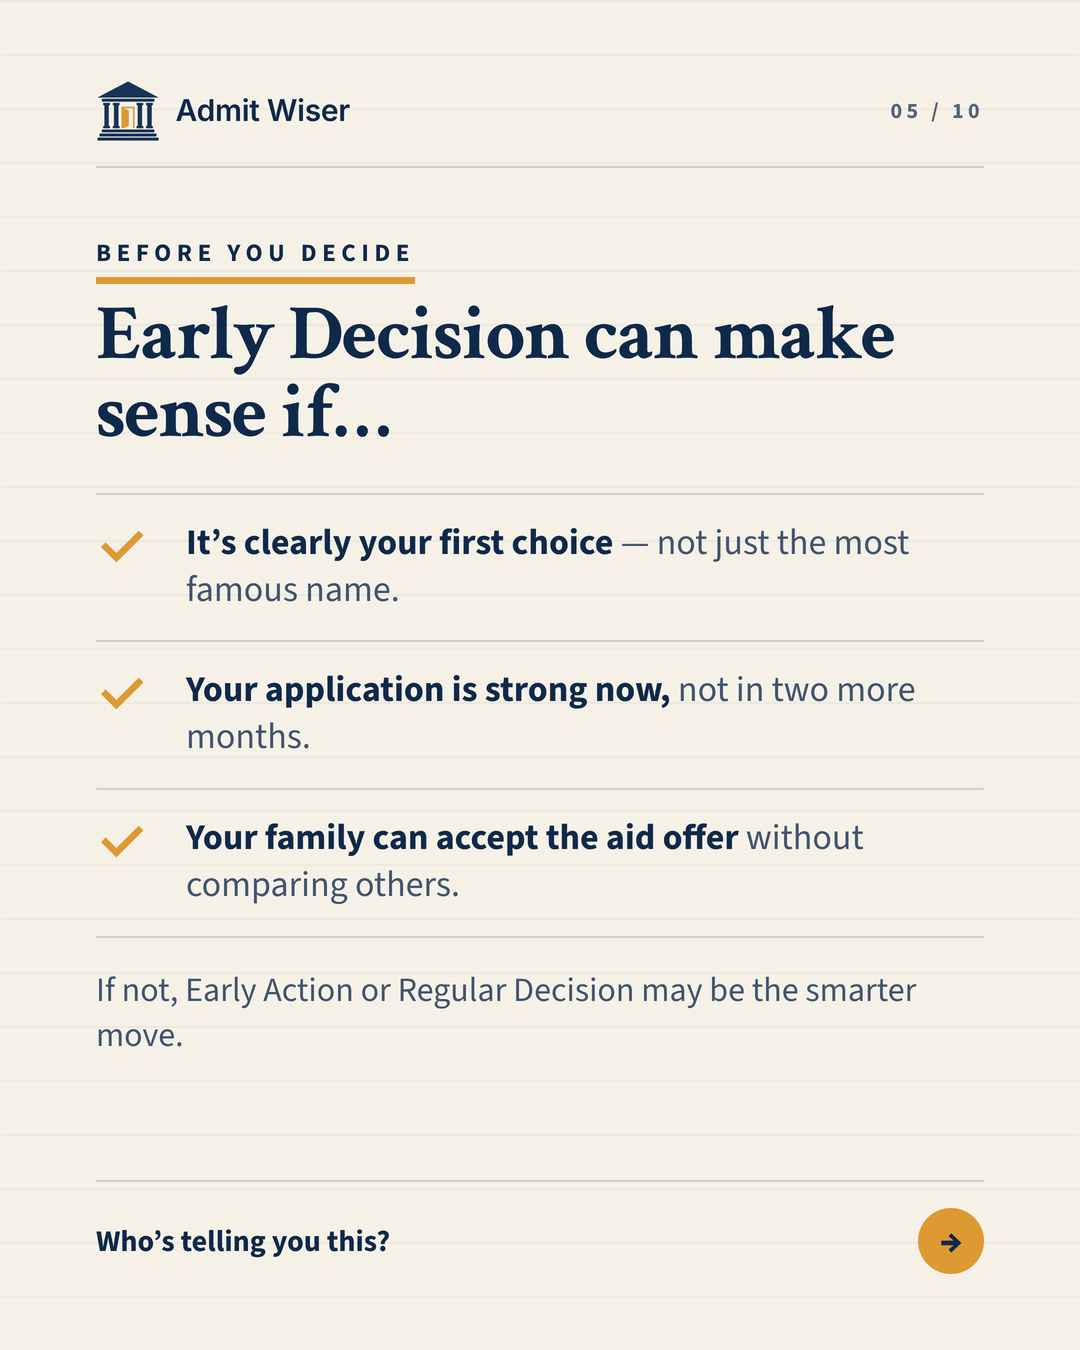 Admit Wiser
05 / 10
BEFORE YOU DECIDE
Early Decision can make
sense if...
It’s clearly your first choice — not just the most
famous name.
Your application is strong now, not in two more
months.
Your family can accept the aid offer without
comparing others.
If not, Early Action or Regular Decision may be the smarter
move.
Who’s telling you this?